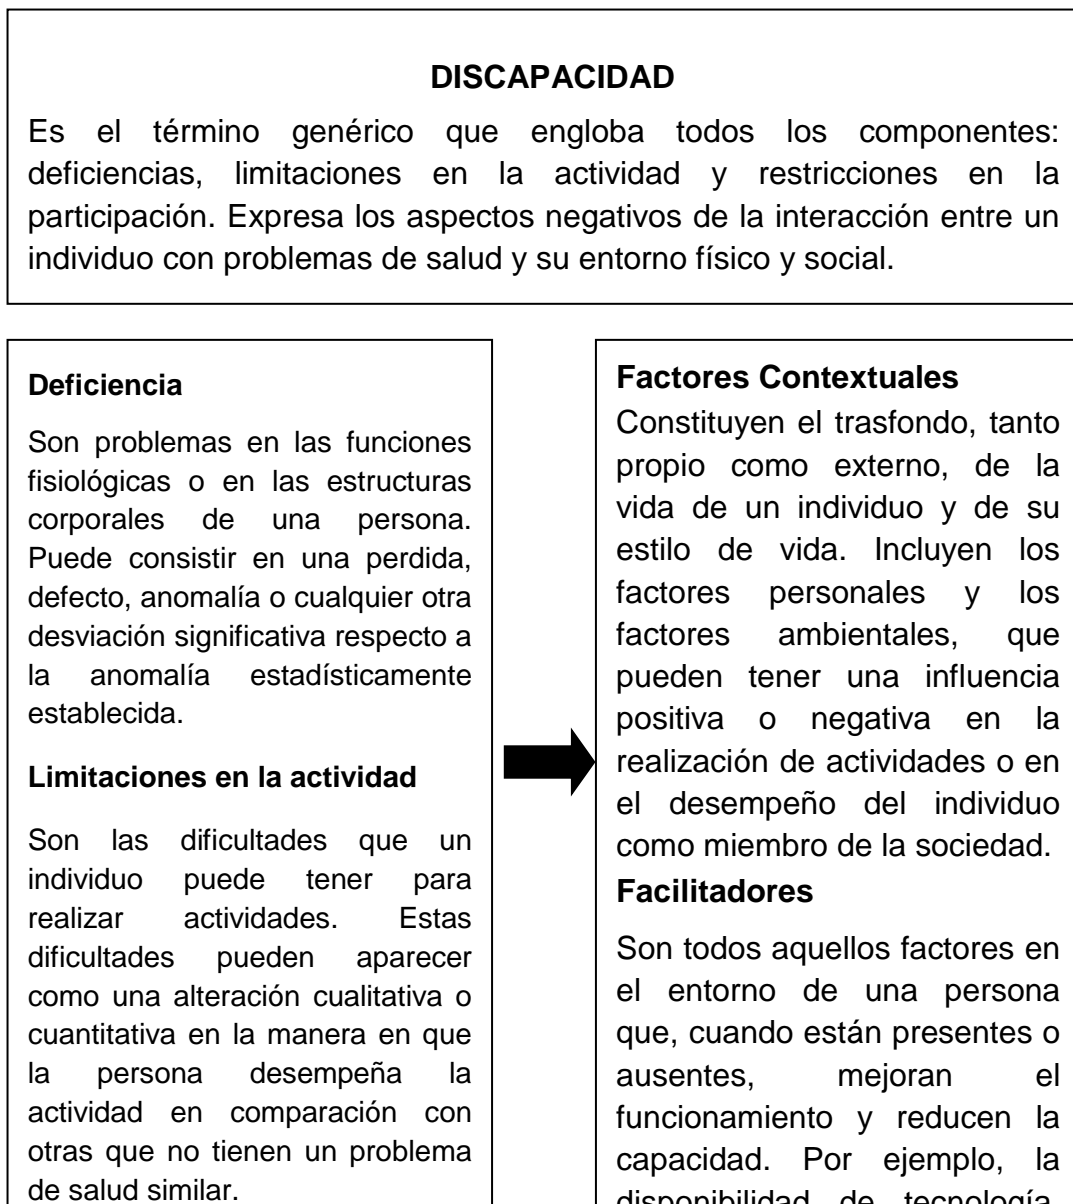 DISCAPACIDAD
Es el término genérico que engloba todos los componentes:
deficiencias, limitaciones en la actividad y restricciones en la
participación. Expresa los aspectos negativos de la interacción entre un
individuo con problemas de salud y su entorno físico y social.
Deficiencia
Son problemas en las funciones
fisiológicas o en las estructuras
corporales de una persona.
Puede consistir en una perdida,
defecto, anomalía o cualquier otra
desviación significativa respecto a
la anomalía estadísticamente
establecida.
Limitaciones en la actividad
Son las dificultades que un
individuo puede tener para
realizar actividades. Estas
dificultades pueden aparecer
como una alteración cualitativa o
cuantitativa en la manera en que
la persona desempeña la
actividad en comparación con
otras que no tienen un problema
de salud similar.
Factores Contextuales
Constituyen el trasfondo, tanto
propio como externo, de la
vida de un individuo y de su
estilo de vida. Incluyen los
factores personales y los
factores ambientales, que
pueden tener una influencia
positiva o negativa en la
realización de actividades o en
el desempeño del individuo
como miembro de la sociedad.
Facilitadores
Son todos aquellos factores en
el entorno de una persona
que, cuando están presentes o
ausentes, mejoran el
funcionamiento y reducen la
capacidad. Por ejemplo, la
disponibilidad de tecnología,